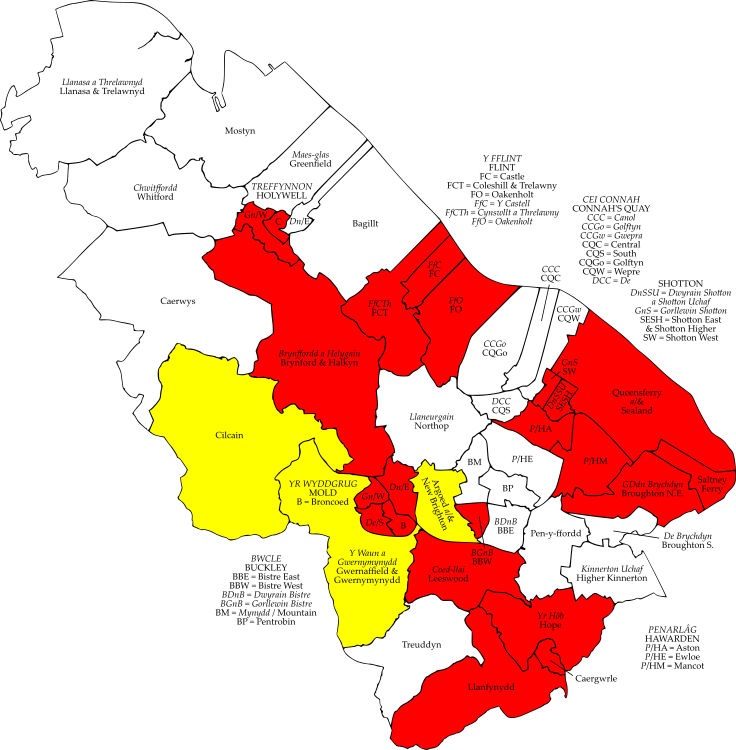 Llanasa a Threlawnyd
Llanasa & Trelawnyd
Mostyn
Maes-glas
Greenfield
Chwitffordd
Whitford
TREFFYNNON
HOLYWELL
Gn/W
C
Dn/E
Bagillt
Y FFLINT
FLINT
FC = Castle
FCT = Coleshill & Trelawny
FO = Oakenholt
FfC = Y Castell
FfCTh = Cynswllt a Threlawny
FfO = Oakenholt
CEI CONNAH
CONNAH'S QUAY
CCC = Canol
CCGo = Golftyn
CCGw = Gwepra
CQC = Central
CQS = South
CQGo = Golftyn
CQW = Wepre
DCC = De
SHOTTON
DnSSU = Dwyrain Shotton
a Shotton Uchaf
GnS = Gorllewin Shotton
SESH = Shotton East
& Shotton Higher
SW = Shotton West
CCC
CQC
CCGw
CQW
FfC
FC
FfCTh
FCT
FfO
FO
Caerwys
CCGo
CQGo
Brynffordd a Helygain
Brynford & Halkyn
GnS
SW
DnSSU
SESH
Queensferry
a/&
Sealand
DCC
CQS
Llaneurgain
Northop
P/HA
Cilcain
BM
P/HE
P/HM
BP
GDdn Brychdyn
Broughton N.E.
Saltney
Ferry
YR WYDDGRUG
MOLD
B = Broncoed
Gn/W
Dn/E
De/S
B
Argoed a/&
New Brighton
BDnB
BBE
Pen-y-ffordd
De Brychdyn
Broughton S.
Y Waun a
Gwernymynydd
Gwernaffield &
Gwernymynydd
BGnB
BBW
Coed-llai
Leeswood
Kinnerton Uchaf
Higher Kinnerton
BWCLE
BUCKLEY
BBE = Bistre East
BBW = Bistre West
BDnB = Dwyrain Bistre
BGnB = Gorllewin Bistre
BM = Mynydd / Mountain
BP = Pentrobin
Yr Hôb
Hope
PENARLÂG
HAWARDEN
P/HA = Aston
P/HE = Ewloe
P/HM = Mancot
Treuddyn
Caergwrle
Llanfynydd